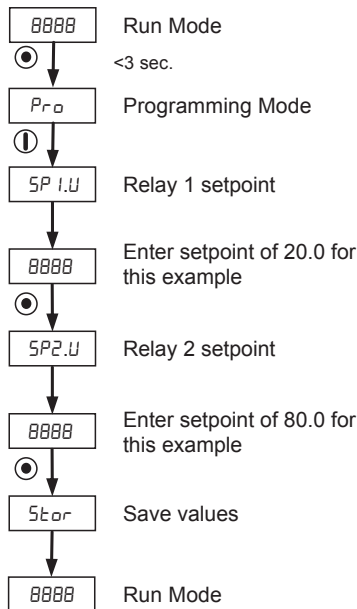 8888 Run Mode
<3 sec.
Pro Programming Mode
SP1.U Relay 1 setpoint
8888 Enter setpoint of 20.0 for
this example
SP2.U Relay 2 setpoint
8888 Enter setpoint of 80.0 for
this example
Stor Save values
8888 Run Mode